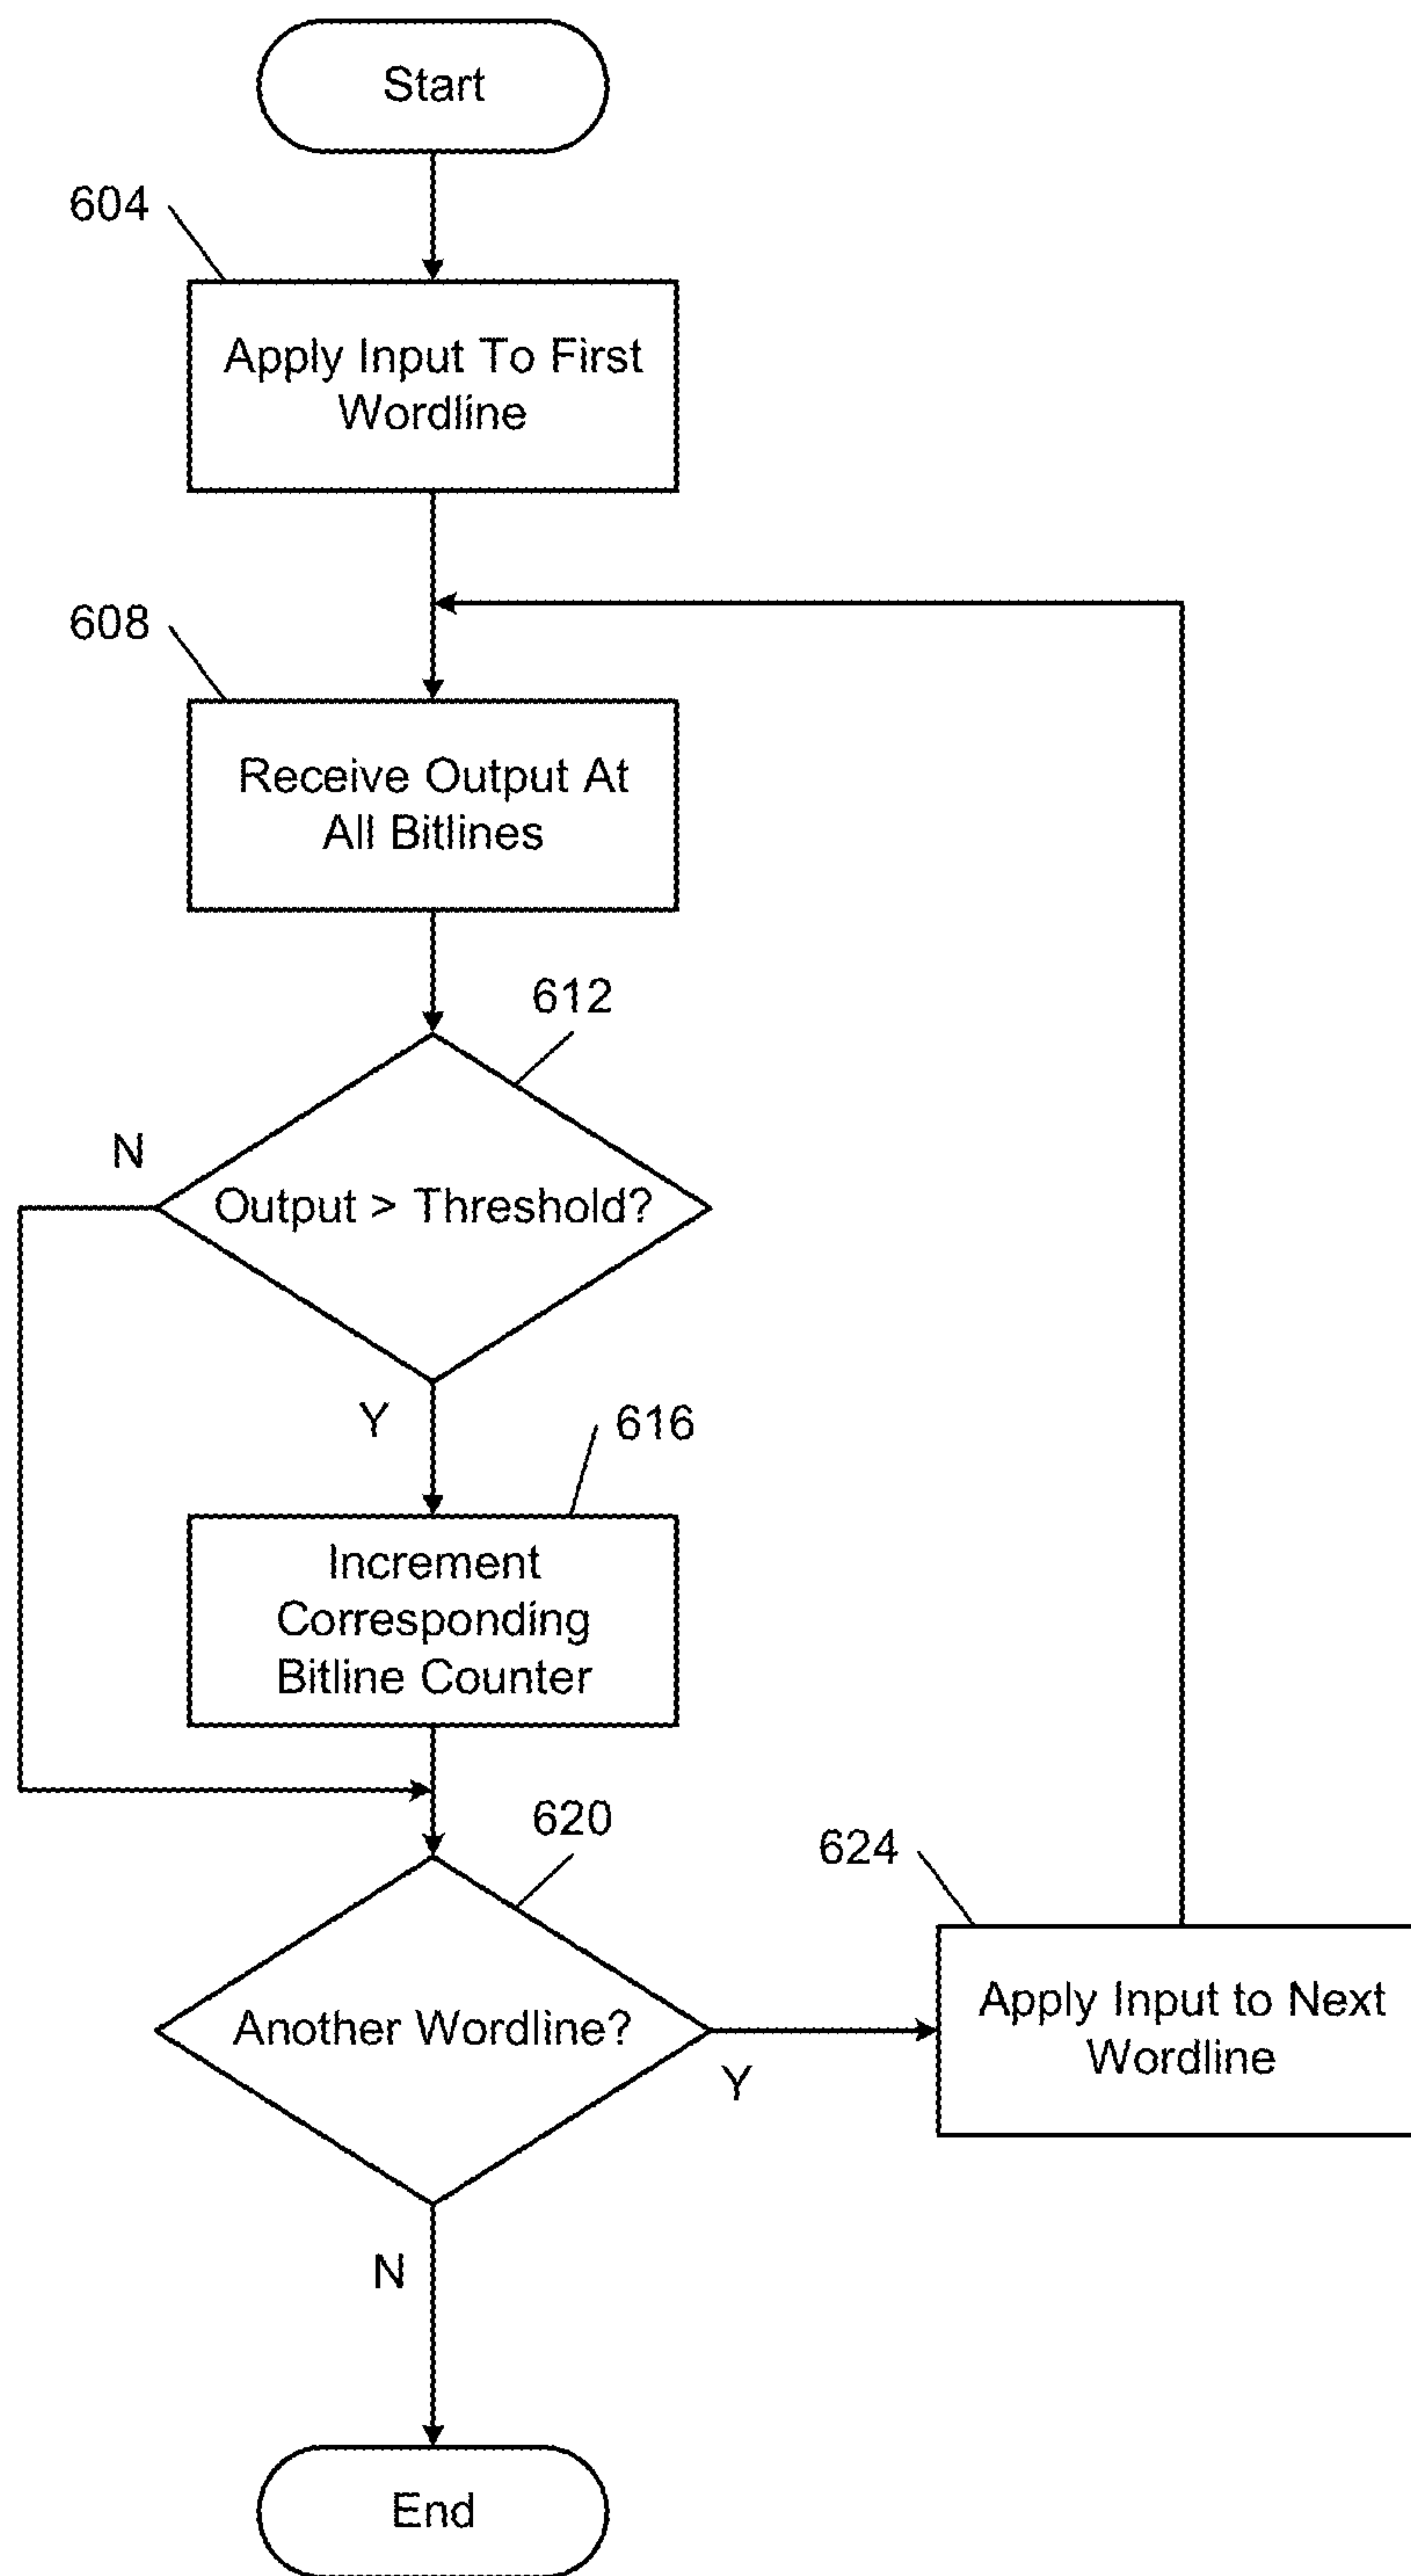 Start
604
Apply Input To First
Wordline
608
Receive Output At
All Bitlines
612
N
Output > Threshold?
Y
616
Increment
Corresponding
Bitline Counter
620
624
Another Wordline?
Y
Apply Input to Next
Wordline
N
End